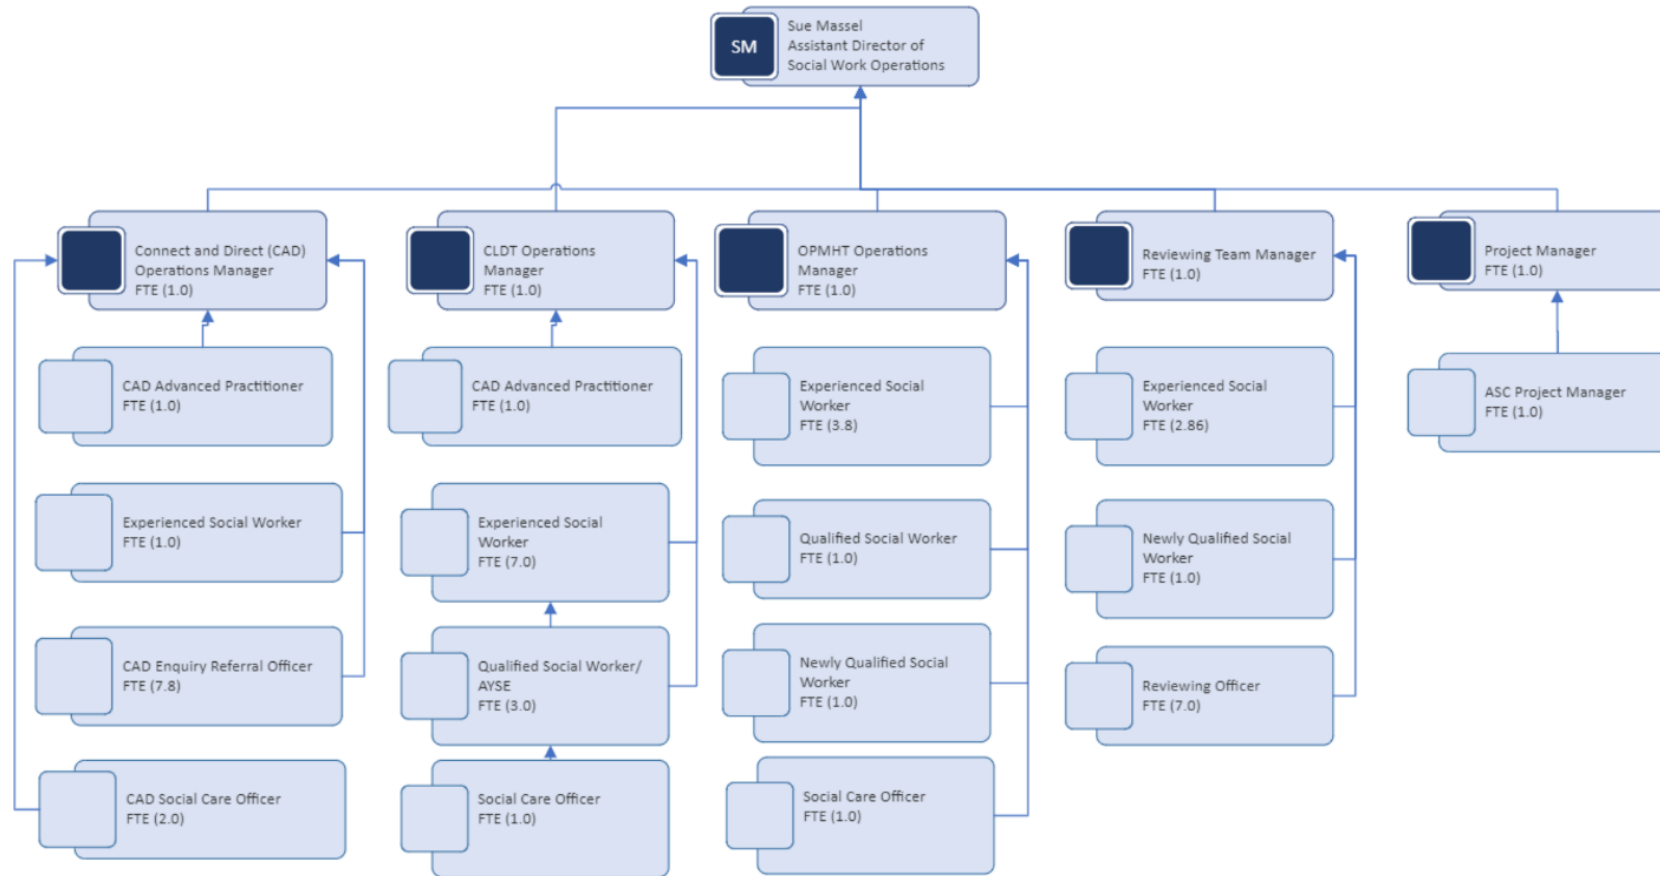 SM
Sue Massel
Assistant Director of
Social Work Operations
Connect and Direct (CAD)
Operations Manager
FTE (1.0)
CLDT Operations
Manager
FTE (1.0)
OPMHT Operations
Manager
FTE (1.0)
Reviewing Team Manager
FTE (1.0)
Project Manager
FTE (1.0)
CAD Advanced Practitioner
FTE (1.0)
CAD Advanced Practitioner
FTE (1.0)
Experienced Social
Worker
FTE (3.8)
Experienced Social
Worker
FTE (2.86)
ASC Project Manager
FTE (1.0)
Experienced Social Worker
FTE (1.0)
Experienced Social
Worker
FTE (7.0)
Qualified Social Worker
FTE (1.0)
Newly Qualified Social
Worker
FTE (1.0)
CAD Enquiry Referral Officer
FTE (7.8)
Qualified Social Worker/
AYSE
FTE (3.0)
Newly Qualified Social
Worker
FTE (1.0)
Reviewing Officer
FTE (7.0)
CAD Social Care Officer
FTE (2.0)
Social Care Officer
FTE (1.0)
Social Care Officer
FTE (1.0)